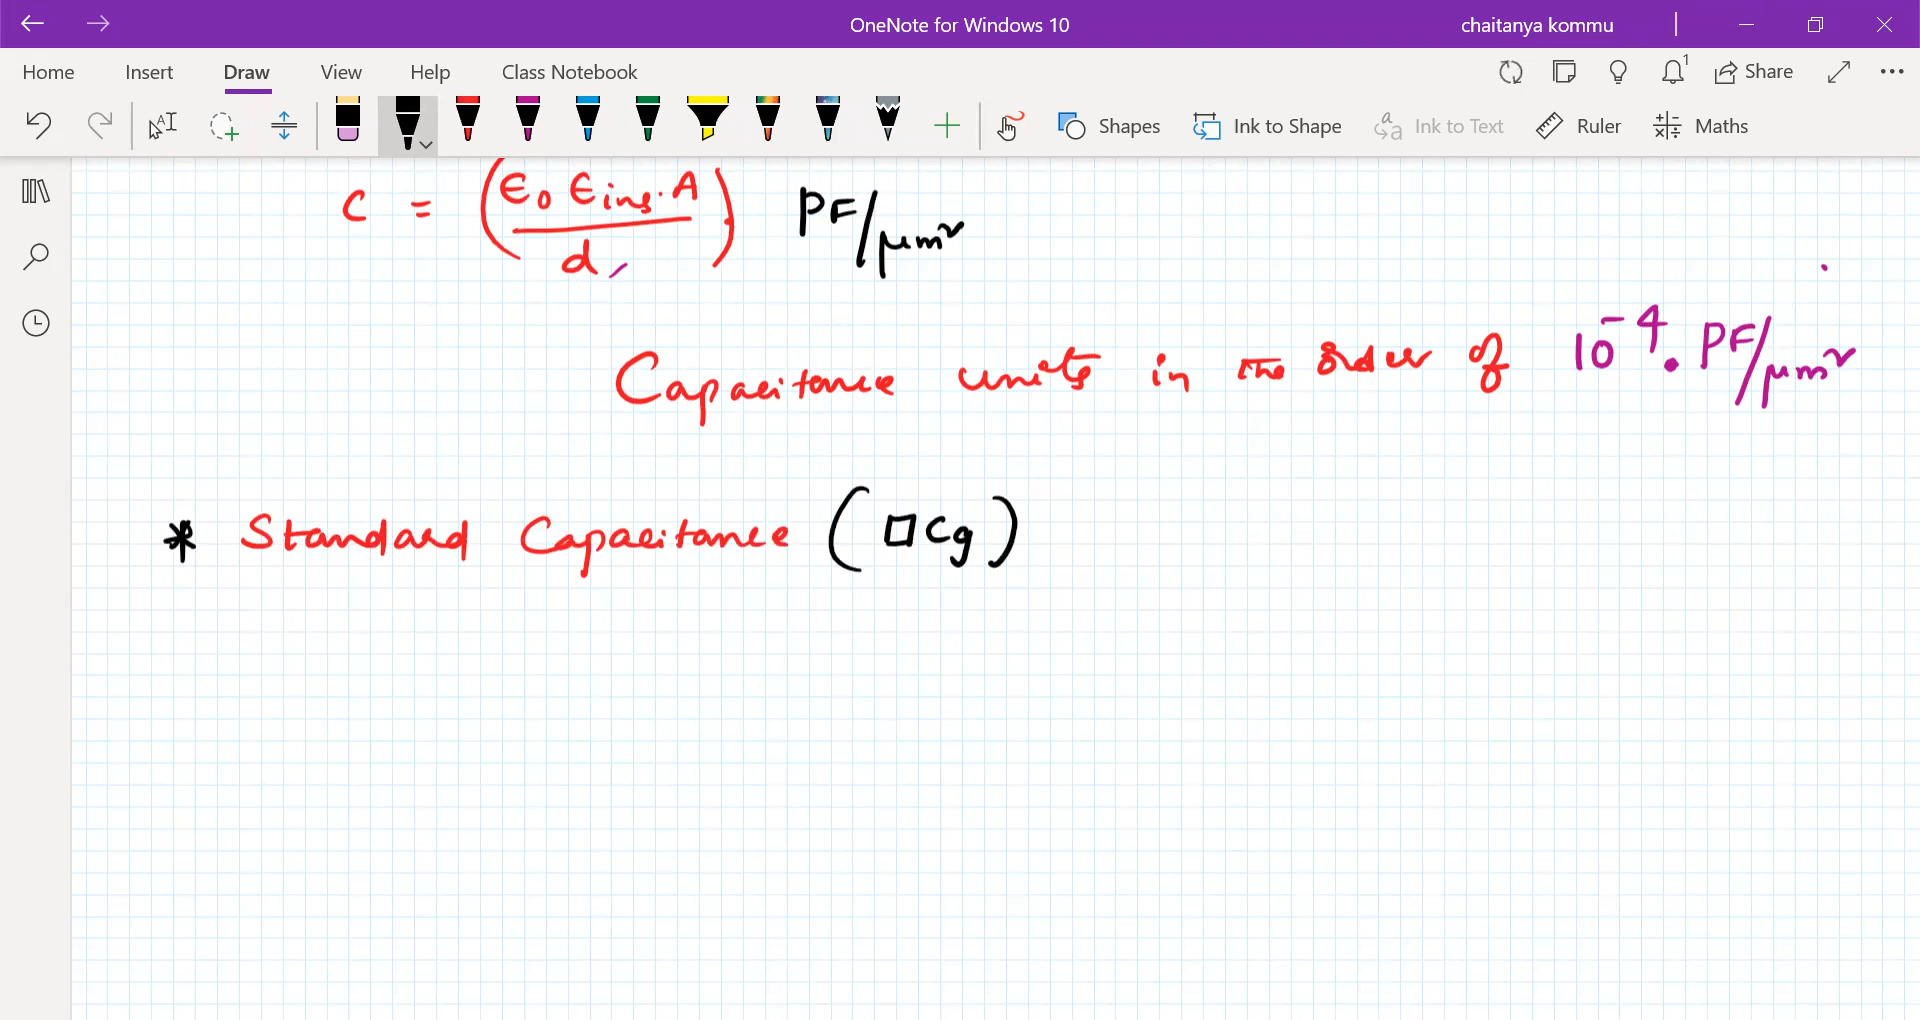 OneNote for Windows 10
chaitanya kommu
Home Insert Draw View Help Class Notebook
1 Share
Shapes Ink to Shape Ink to Text Ruler Maths
C = (ϵ₀ ϵins. A / d) PF/μm²
Capacitance units in the order of 10⁻⁴. PF/μm²
* Standard Capacitance (□Cg)